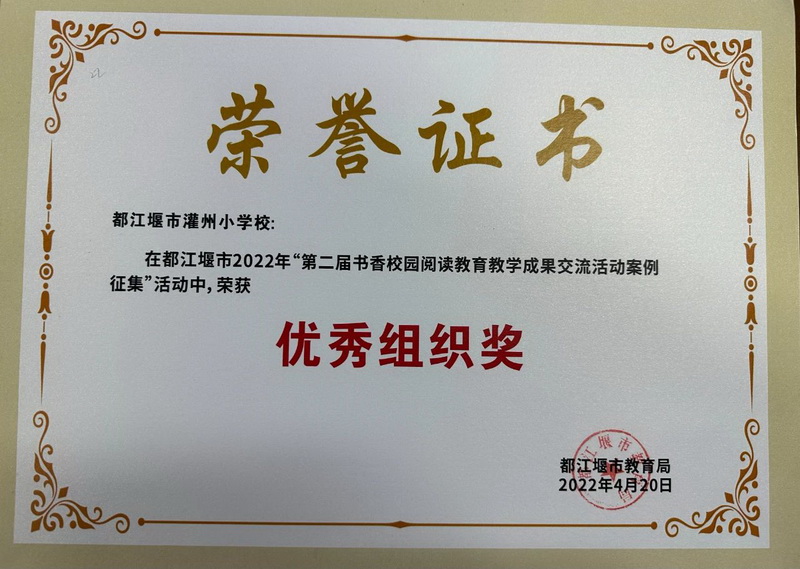 荣誉证书
都江堰市灌州小学校:
在都江堰市2022年“第二届书香校园阅读教育教学成果交流活动案例
征集”活动中,荣获
优秀组织奖
都江堰市教育局
2022年4月20日